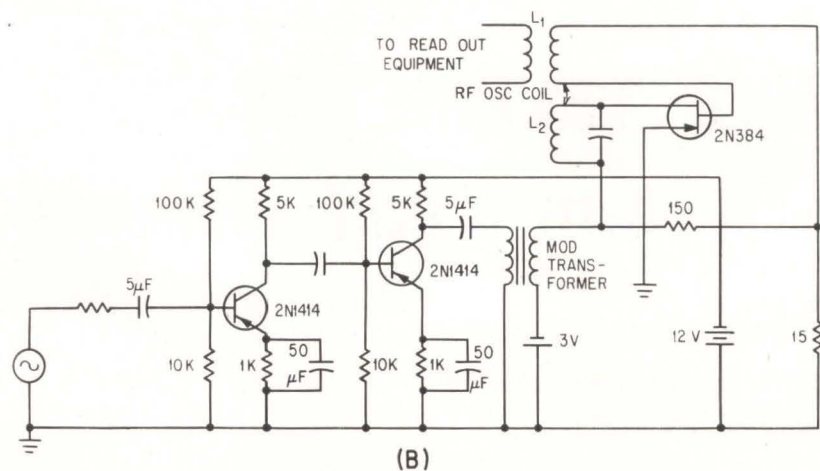 L1
TO READ OUT
EQUIPMENT
RF OSC COIL
L2
2N384
100K
5K
100K
5K
5μF
150
MOD
TRANS-
FORMER
2N1414
5μF
2N1414
10K
1K
50
μF
10K
1K
50
μF
3V
12V
15
(B)